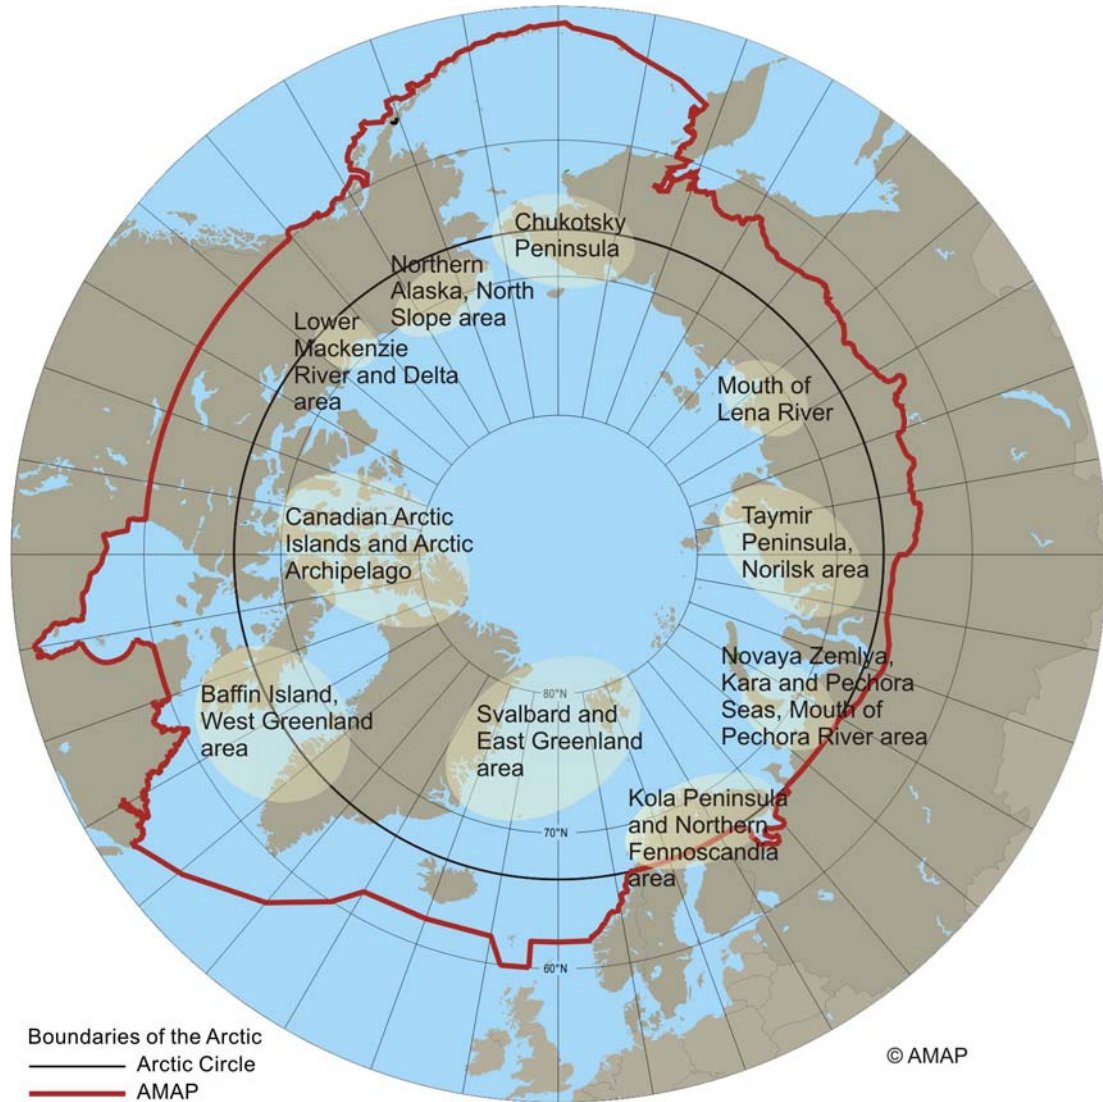 Chukotsky
Peninsula
Northern
Alaska, North
Slope area
Lower
Mackenzie
River and Delta
area
Mouth of
Lena River
Canadian Arctic
Islands and Arctic
Archipelago
Taymir
Peninsula,
Norilsk area
Novaya Zemlya,
Kara and Pechora
Seas, Mouth of
Pechora River area
Baffin Island,
West Greenland
area
80°N
Svalbard and
East Greenland
area
Kola Peninsula
and Northern
Fennoscandia
area
70°N
60°N
Boundaries of the Arctic
Arctic Circle
AMAP
© AMAP